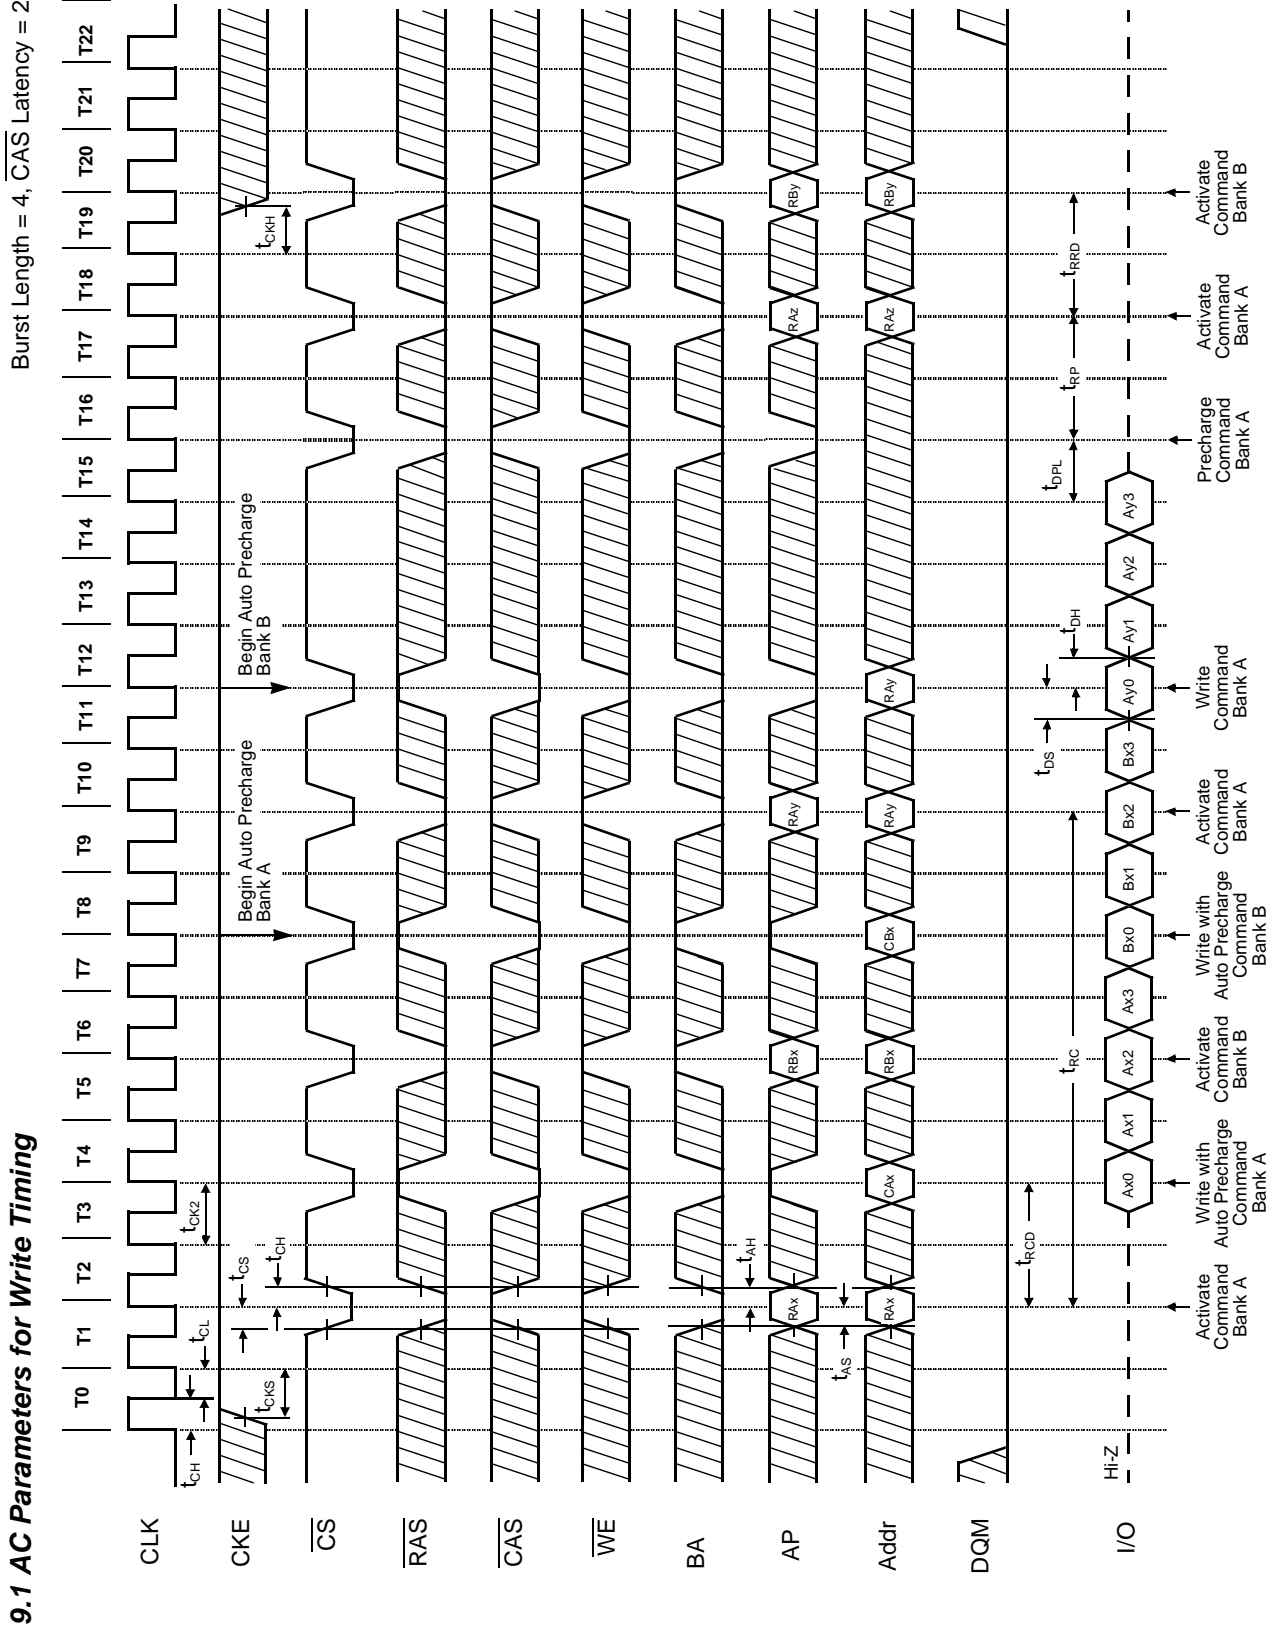 9.1 AC Parameters for Write Timing
Burst Length = 4, CAS Latency = 2
T0 T1 T2 T3 T4 T5 T6 T7 T8 T9 T10 T11 T12 T13 T14 T15 T16 T17 T18 T19 T20 T21 T22
CLK
tCH
tCL
tCK2
CKE
tCKS
tCS
tCH
Begin Auto Precharge
Bank A
Begin Auto Precharge
Bank B
tCKH
CS
RAS
CAS
WE
BA
tAH
AP
RAx RBx RAy RAz RBy
tAS
Addr
RAx CAx RBx CBx RAy RAy RAz RBy
DQM
tRCD
tRC
tDS
tDH
tDPL
tRP
tRRD
I/O
Hi-Z
Ax0 Ax1 Ax2 Ax3 Bx0 Bx1 Bx2 Bx3 Ay0 Ay1 Ay2 Ay3
Activate
Command
Bank A
Write with
Auto Precharge
Command
Bank A
Activate
Command
Bank B
Write with
Auto Precharge
Command
Bank B
Activate
Command
Bank A
Write
Command
Bank A
Precharge
Command
Bank A
Activate
Command
Bank A
Activate
Command
Bank B